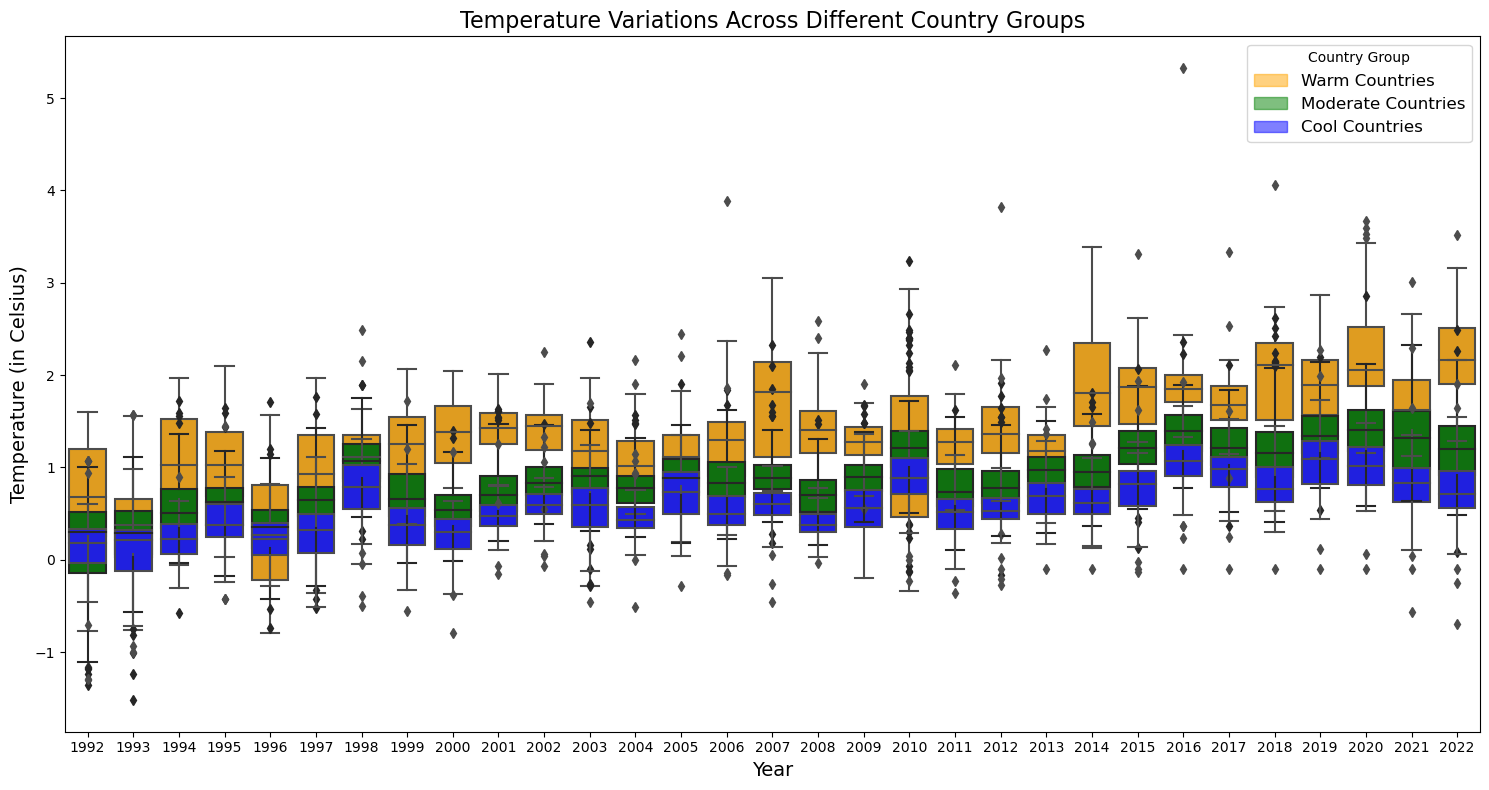 Temperature Variations Across Different Country Groups
Country Group
Warm Countries
Moderate Countries
Cool Countries
Temperature (in Celsius)
5
4
3
2
1
0
−1
1992 1993 1994 1995 1996 1997 1998 1999 2000 2001 2002 2003 2004 2005 2006 2007 2008 2009 2010 2011 2012 2013 2014 2015 2016 2017 2018 2019 2020 2021 2022
Year